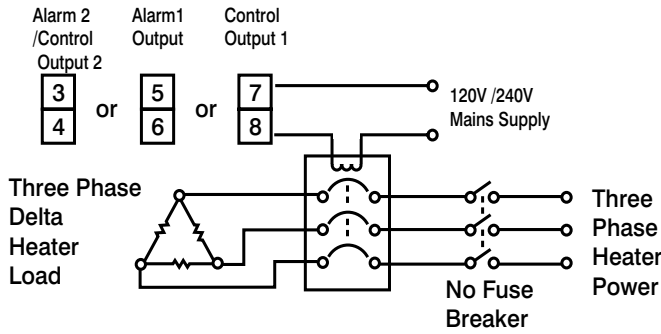 Alarm 2
/Control
Output 2
Alarm1
Output
Control
Output 1
3
4
or
5
6
or
7
8
120V /240V
Mains Supply
Three Phase
Delta
Heater
Load
Three
Phase
Heater
Power
No Fuse
Breaker